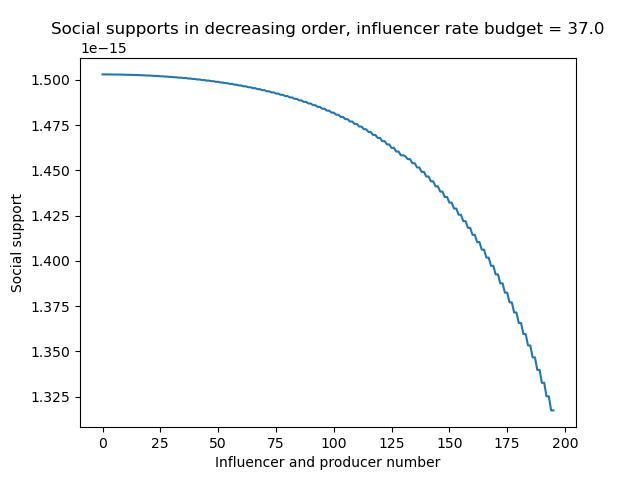 Social supports in decreasing order, influencer rate budget = 37.0
1e−15
1.500
1.475
1.450
1.425
1.400
1.375
1.350
1.325
Social support
0 25 50 75 100 125 150 175 200
Influencer and producer number